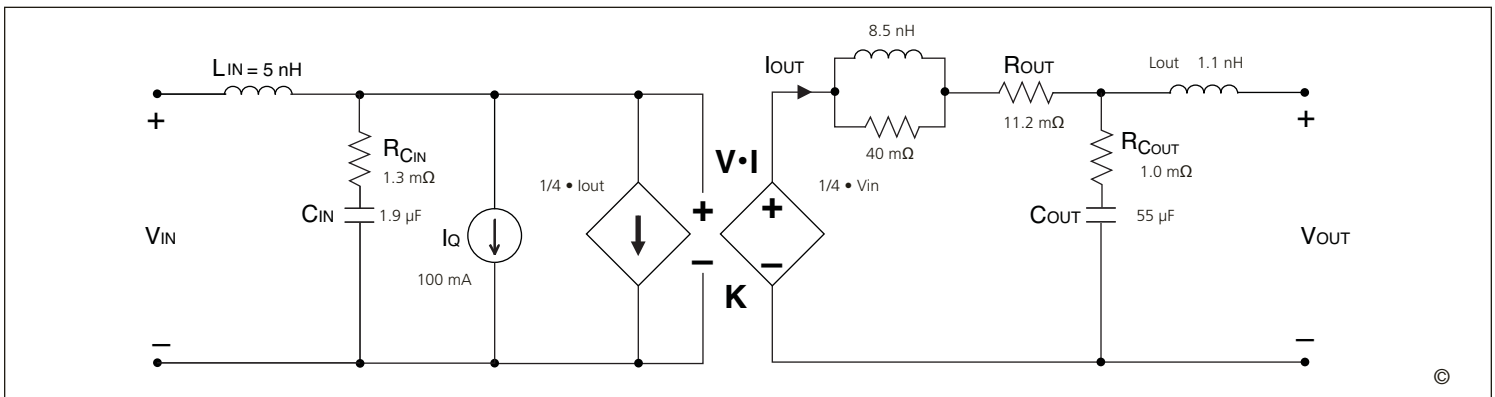 8.5 nH
LIN = 5 nH
IOUT
ROUT
Lout 1.1 nH
+
+
11.2 mΩ
RCIN
1.3 mΩ
40 mΩ
RCOUT
1.0 mΩ
V•I
1/4 • Iout
1/4 • Vin
CIN
1.9 μF
+
+
COUT
55 μF
VIN
IQ
VOUT
–
–
100 mA
K
–
–
©